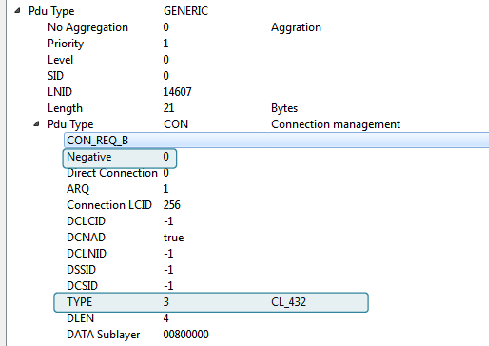 Pdu Type GENERIC
No Aggregation 0 Aggration
Priority 1
Level 0
SID 0
LNID 14607
Length 21 Bytes
Pdu Type CON Connection management
CON_REQ_B
Negative 0
Direct Connection 0
ARQ 1
Connection LCID 256
DCLCID -1
DCNAD true
DCLNID -1
DSSID -1
DCSID -1
TYPE 3 CL_432
DLEN 4
DATA Sublayer 00800000